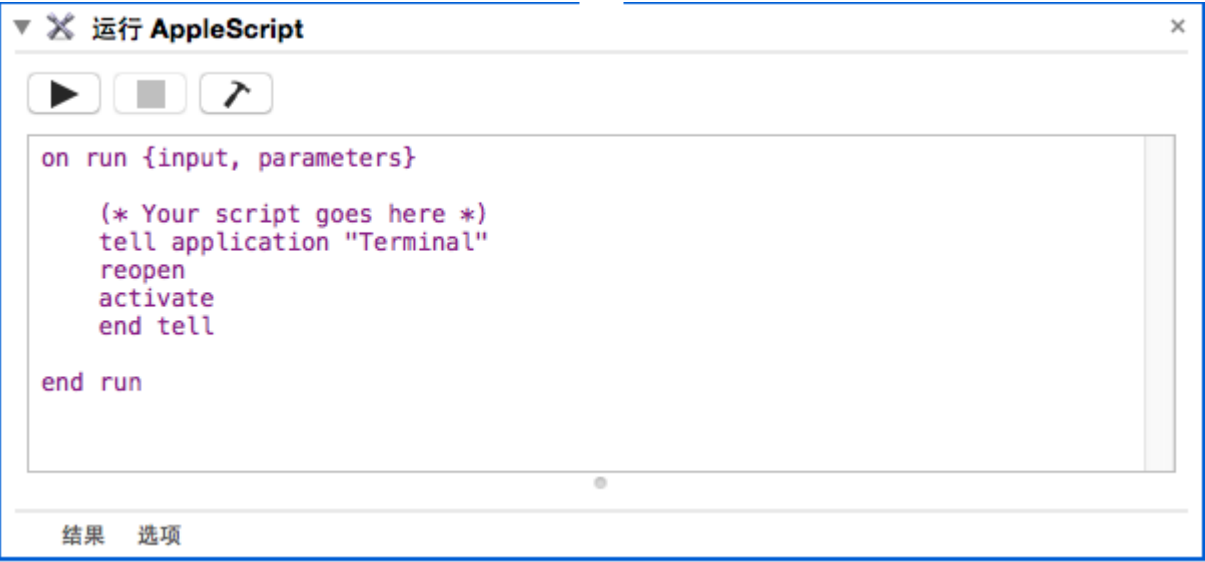 运行 AppleScript
on run {input, parameters}
(* Your script goes here *)
tell application "Terminal"
reopen
activate
end tell
end run
结果 选项